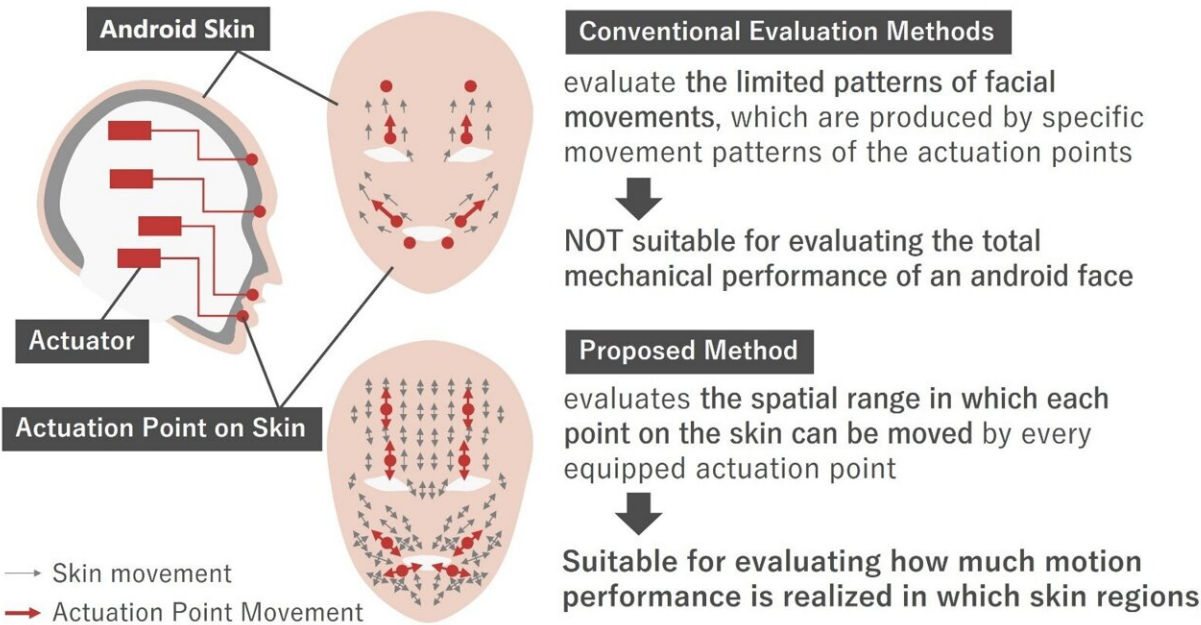 Android Skin
Actuator
Actuation Point on Skin
Skin movement
Actuation Point Movement
Conventional Evaluation Methods
evaluate the limited patterns of facial
movements, which are produced by specific
movement patterns of the actuation points
NOT suitable for evaluating the total
mechanical performance of an android face
Proposed Method
evaluates the spatial range in which each
point on the skin can be moved by every
equipped actuation point
Suitable for evaluating how much motion
performance is realized in which skin regions